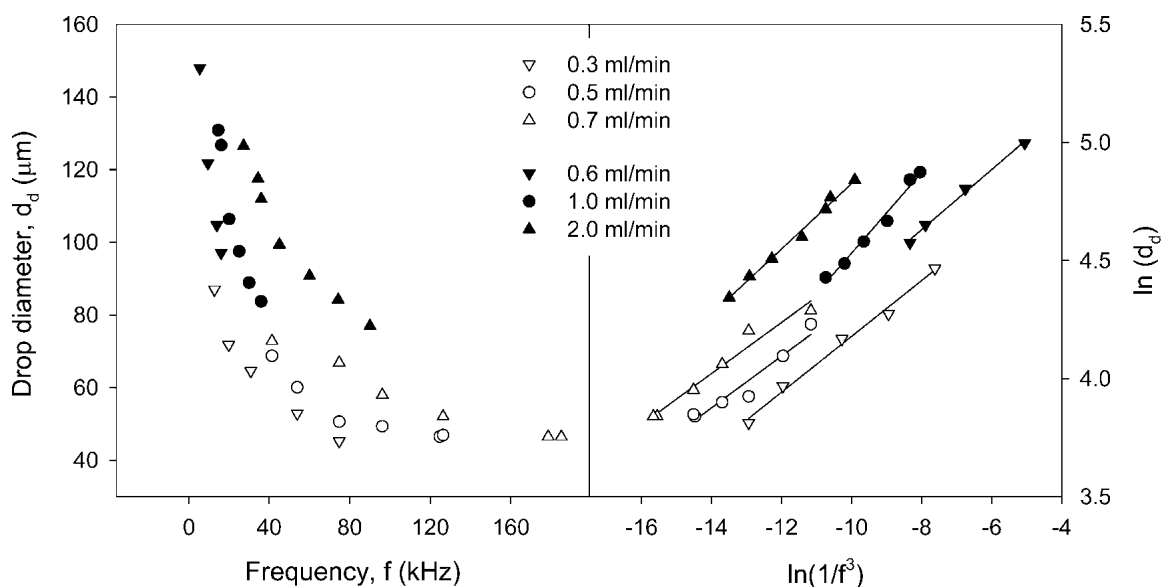 160
140
120
100
80
60
40
Drop diameter, d_d (μm)
0 40 80 120 160
Frequency, f (kHz)
0.3 ml/min
0.5 ml/min
0.7 ml/min
0.6 ml/min
1.0 ml/min
2.0 ml/min
-16 -14 -12 -10 -8 -6 -4
ln(1/f³)
5.5
5.0
4.5
4.0
3.5
ln (d_d)